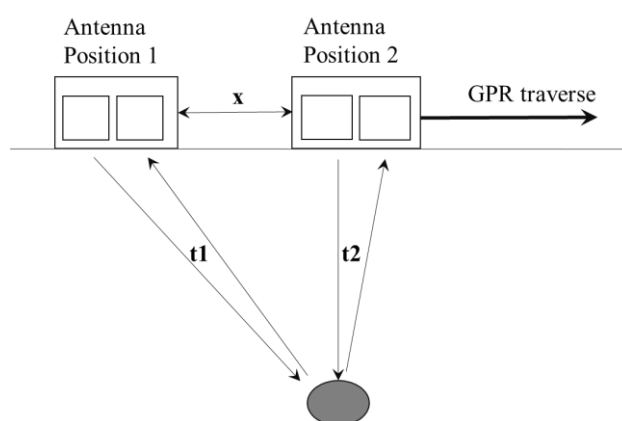 Antenna
Position 1
Antenna
Position 2
x
GPR traverse
t1
t2